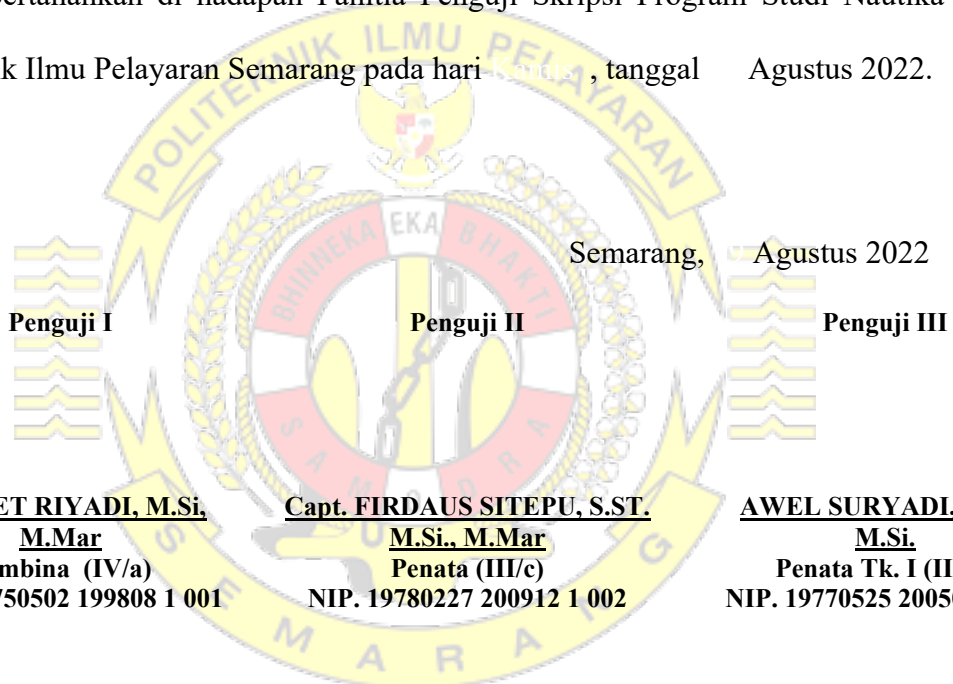 ertahankan di hadapan Panitia Penguji Skripsi Program Studi Nautika
k Ilmu Pelayaran Semarang pada hari Kamis , tanggal Agustus 2022.
POLITEKNIK ILMU PELAYARAN
BHINNEKA EKA BHAKTI
Semarang, Agustus 2022
Penguji I Penguji II Penguji III
SAMODRA
ET RIYADI, M.Si, Capt. FIRDAUS SITEPU, S.ST. AWEL SURYADI.
M.Mar M.Si., M.Mar M.Si.
mbina (IV/a) Penata (III/c) Penata Tk. I (II
750502 199808 1 001 NIP. 19780227 200912 1 002 NIP. 19770525 2005
SEMARANG